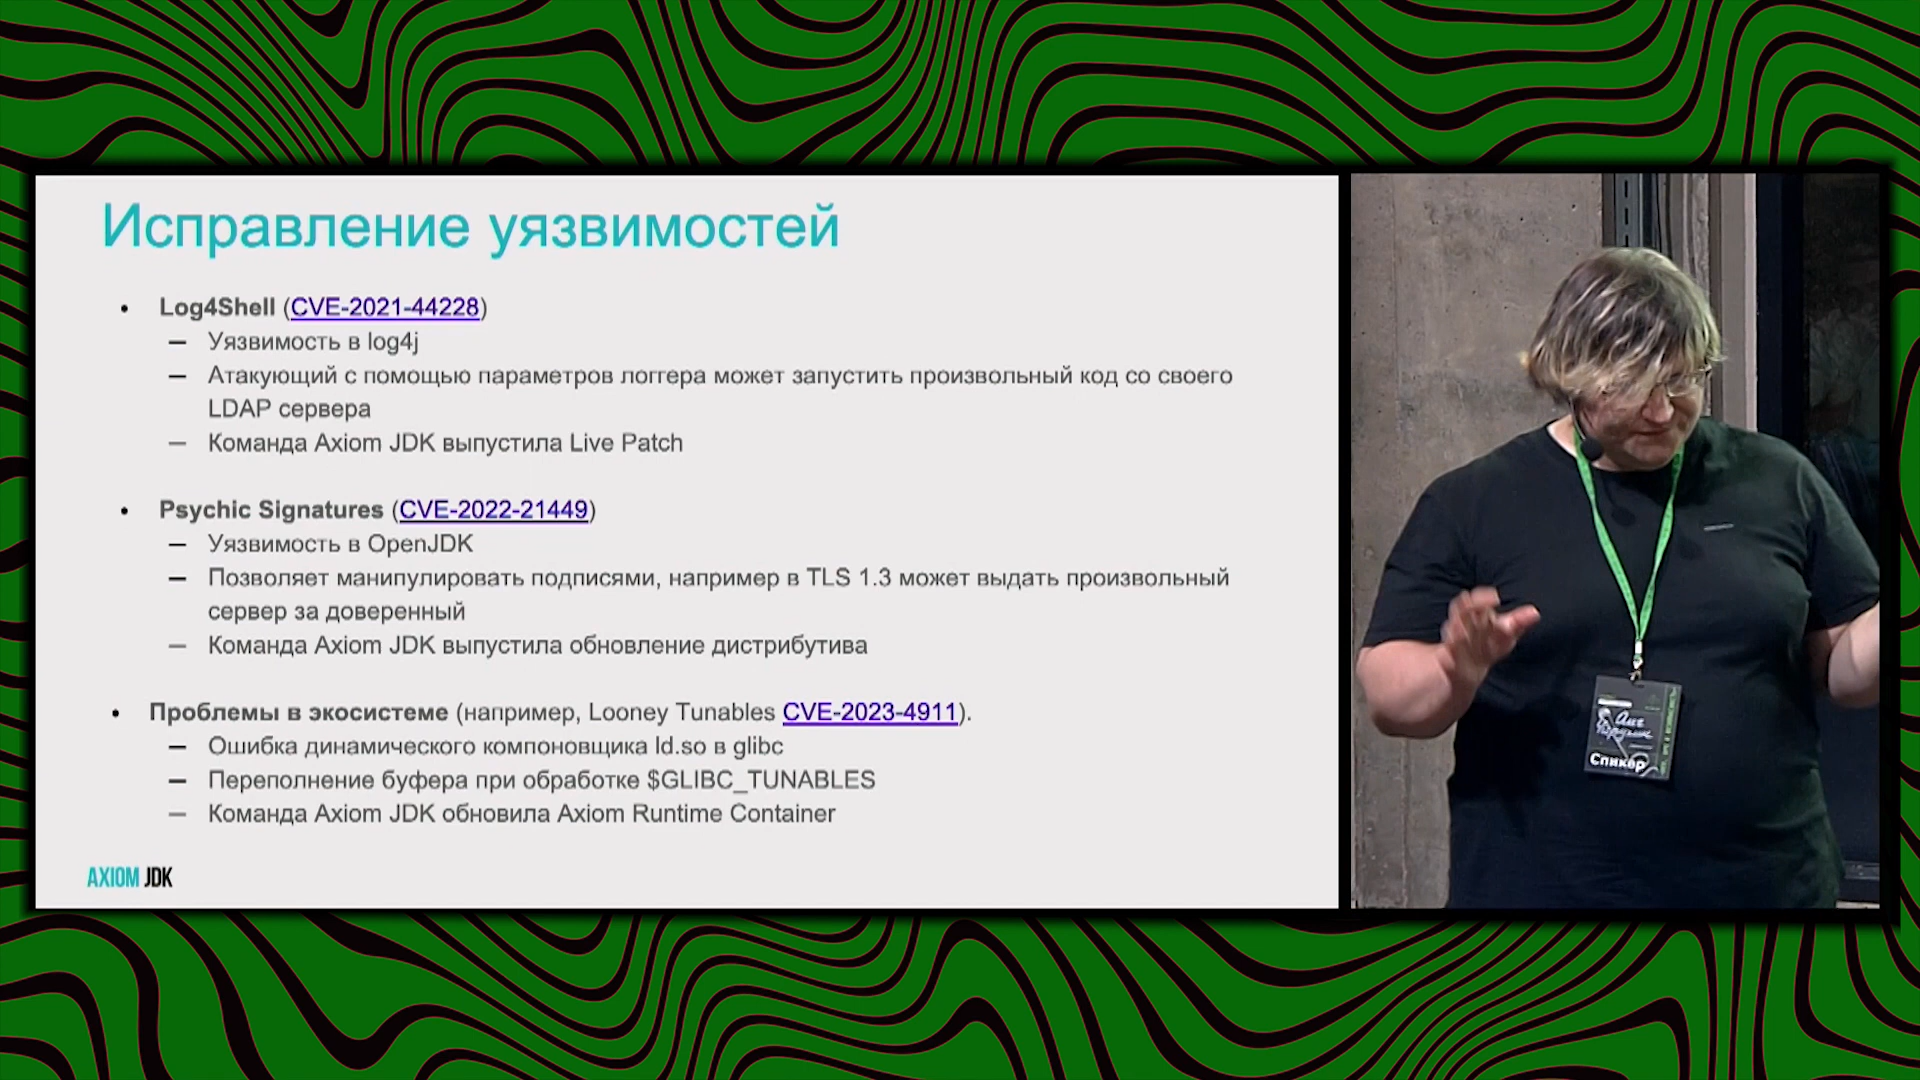 Исправление уязвимостей
• Log4Shell (CVE-2021-44228)
– Уязвимость в log4j
– Атакующий с помощью параметров логгера может запустить произвольный код со своего
LDAP сервера
– Команда Axiom JDK выпустила Live Patch
• Psychic Signatures (CVE-2022-21449)
– Уязвимость в OpenJDK
– Позволяет манипулировать подписями, например в TLS 1.3 может выдать произвольный
сервер за доверенный
– Команда Axiom JDK выпустила обновление дистрибутива
• Проблемы в экосистеме (например, Looney Tunables CVE-2023-4911).
– Ошибка динамического компоновщика ld.so в glibc
– Переполнение буфера при обработке $GLIBC_TUNABLES
– Команда Axiom JDK обновила Axiom Runtime Container
AXIOM JDK
Спикер